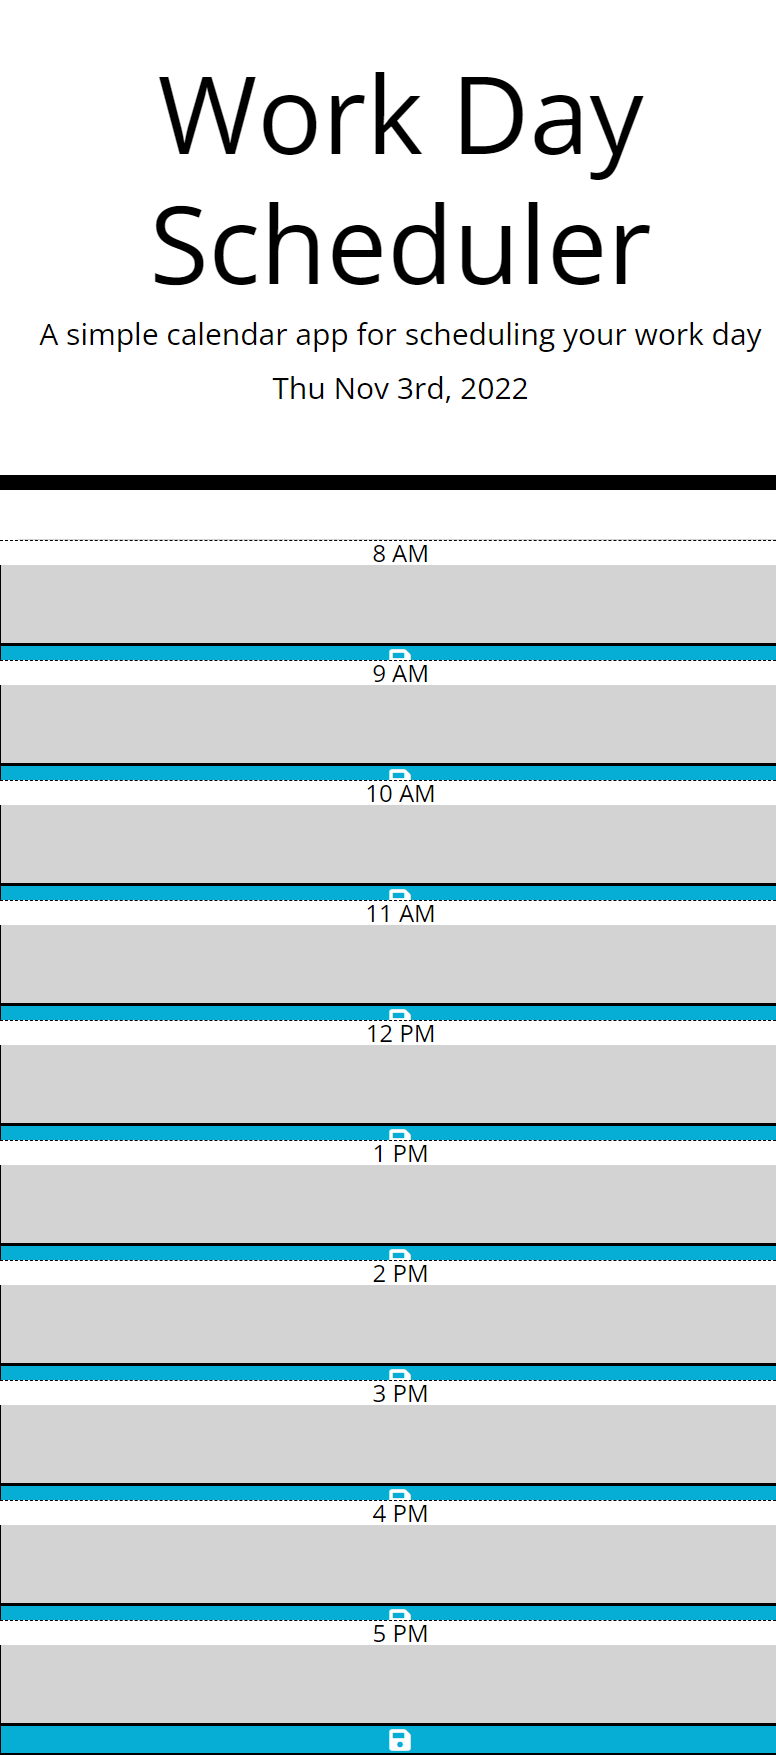 Work Day
Scheduler
A simple calendar app for scheduling your work day
Thu Nov 3rd, 2022
8 AM
9 AM
10 AM
11 AM
12 PM
1 PM
2 PM
3 PM
4 PM
5 PM